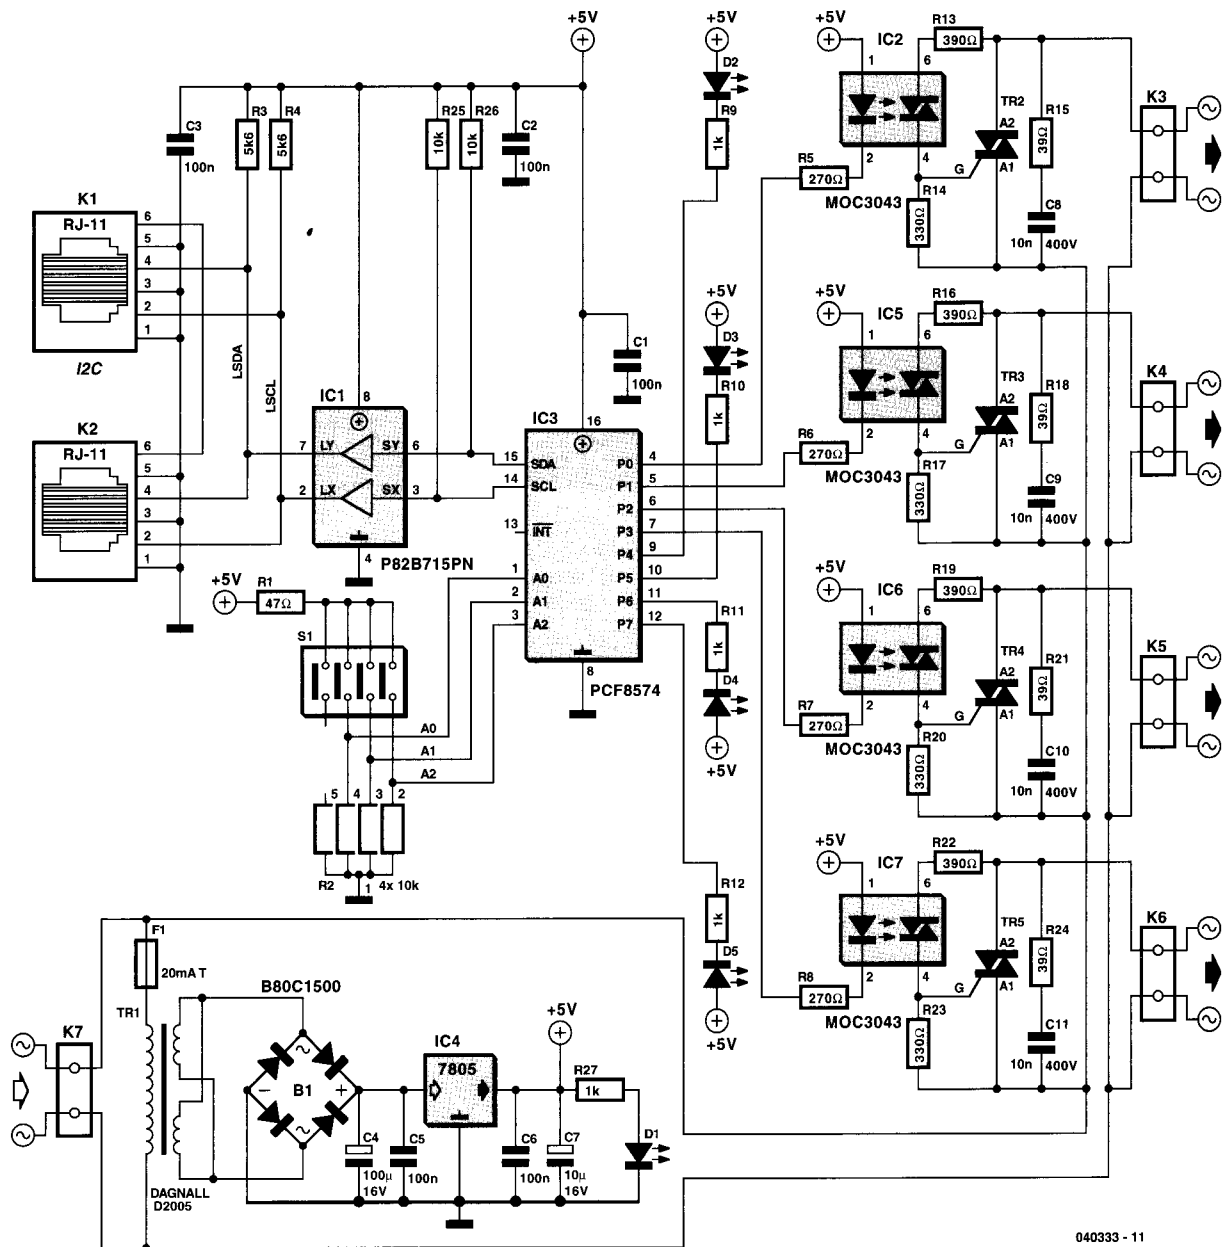 +5V
+5V
+5V
IC2
R13
390Ω
D2
1
6
K3
R3
R4
R25
R26
R9
TR2
R15
C3
100n
5k6
5k6
10k
10k
C2
100n
1k
A2
39Ω
A1
2
4
G
R5
270Ω
MOC3043
R14
330Ω
C8
10n
400V
K1
RJ-11
6
5
4
3
2
1
I2C
LSDA
LSCL
+5V
+5V
IC5
R16
390Ω
D3
1
6
K4
C1
100n
R10
1k
TR3
A2
R18
39Ω
A1
2
4
G
R6
270Ω
MOC3043
R17
330Ω
C9
10n
400V
K2
RJ-11
6
5
4
3
2
1
IC1
8
7
LY
SY
6
2
LX
SX
3
4
P82B715PN
IC3
16
15
SDA
P0
4
14
SCL
P1
5
P2
6
13
INT
P3
7
P4
9
1
A0
P5
10
2
A1
P6
11
3
A2
P7
12
8
PCF8574
+5V
R1
47Ω
S1
A0
A1
A2
5
4
3
2
R2
1
4x 10k
R11
1k
D4
+5V
+5V
IC6
R19
390Ω
1
6
K5
TR4
A2
R21
39Ω
A1
2
4
G
R7
270Ω
MOC3043
R20
330Ω
C10
10n
400V
R12
1k
D5
+5V
+5V
IC7
R22
390Ω
1
6
K6
TR5
A2
R24
39Ω
A1
2
4
G
R8
270Ω
MOC3043
R23
330Ω
C11
10n
400V
F1
20mA T
TR1
B80C1500
K7
B1
DAGNALL
D2005
IC4
7805
+5V
R27
1k
C4
100µ
16V
C5
100n
C6
100n
C7
10µ
16V
D1
040333 - 11